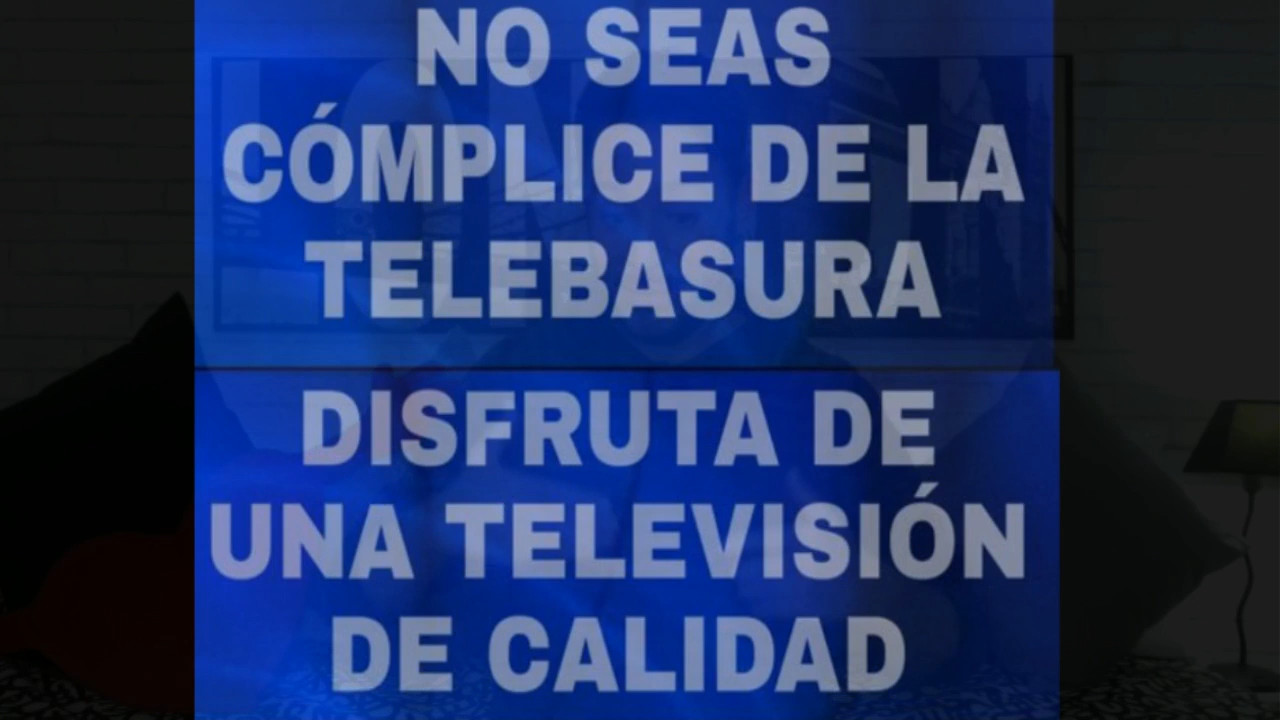 NO SEAS
CÓMPLICE DE LA
TELEBASURA
DISFRUTA DE
UNA TELEVISIÓN
DE CALIDAD